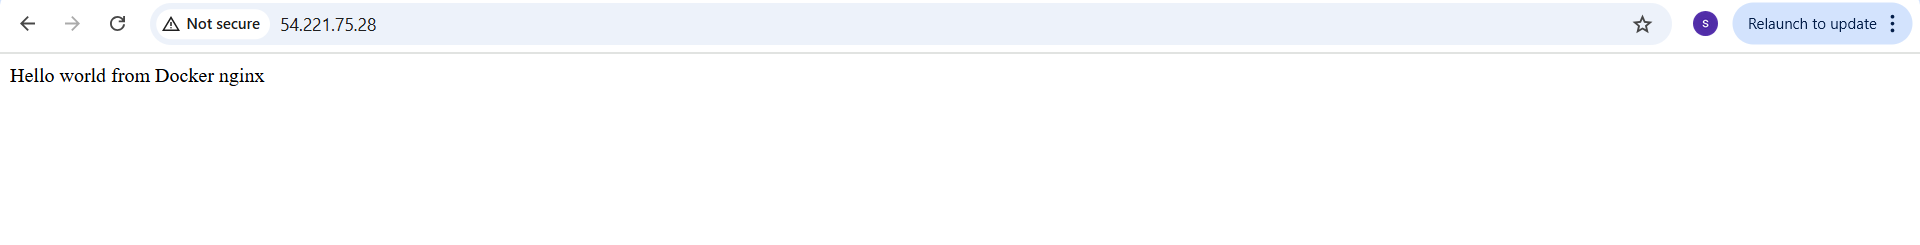 Not secure 54.221.75.28 s Relaunch to update
Hello world from Docker nginx